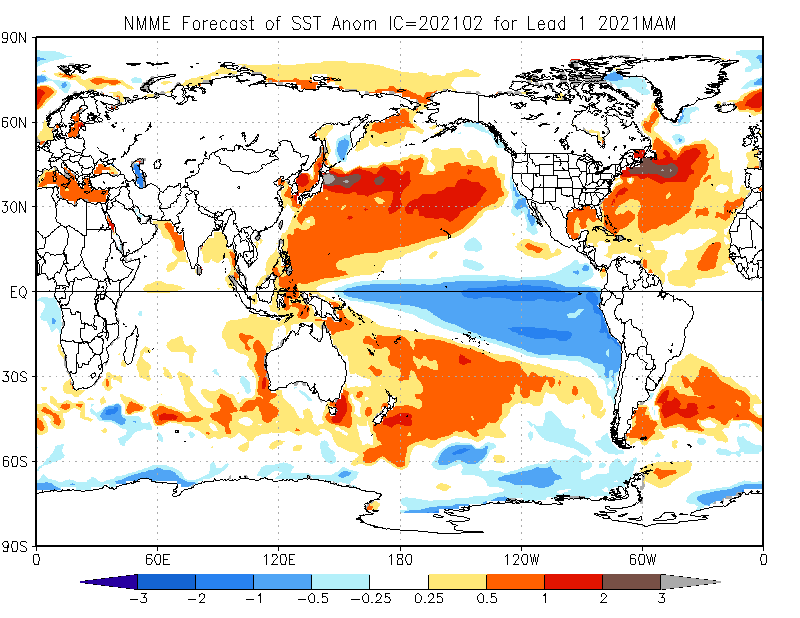 NMME Forecast of SST Anom IC=202102 for Lead 1 2021MAM
90N
60N
30N
EQ
30S
60S
90S
0 60E 120E 180 120W 60W 0
-3 -2 -1 -0.5 -0.25 0.25 0.5 1 2 3